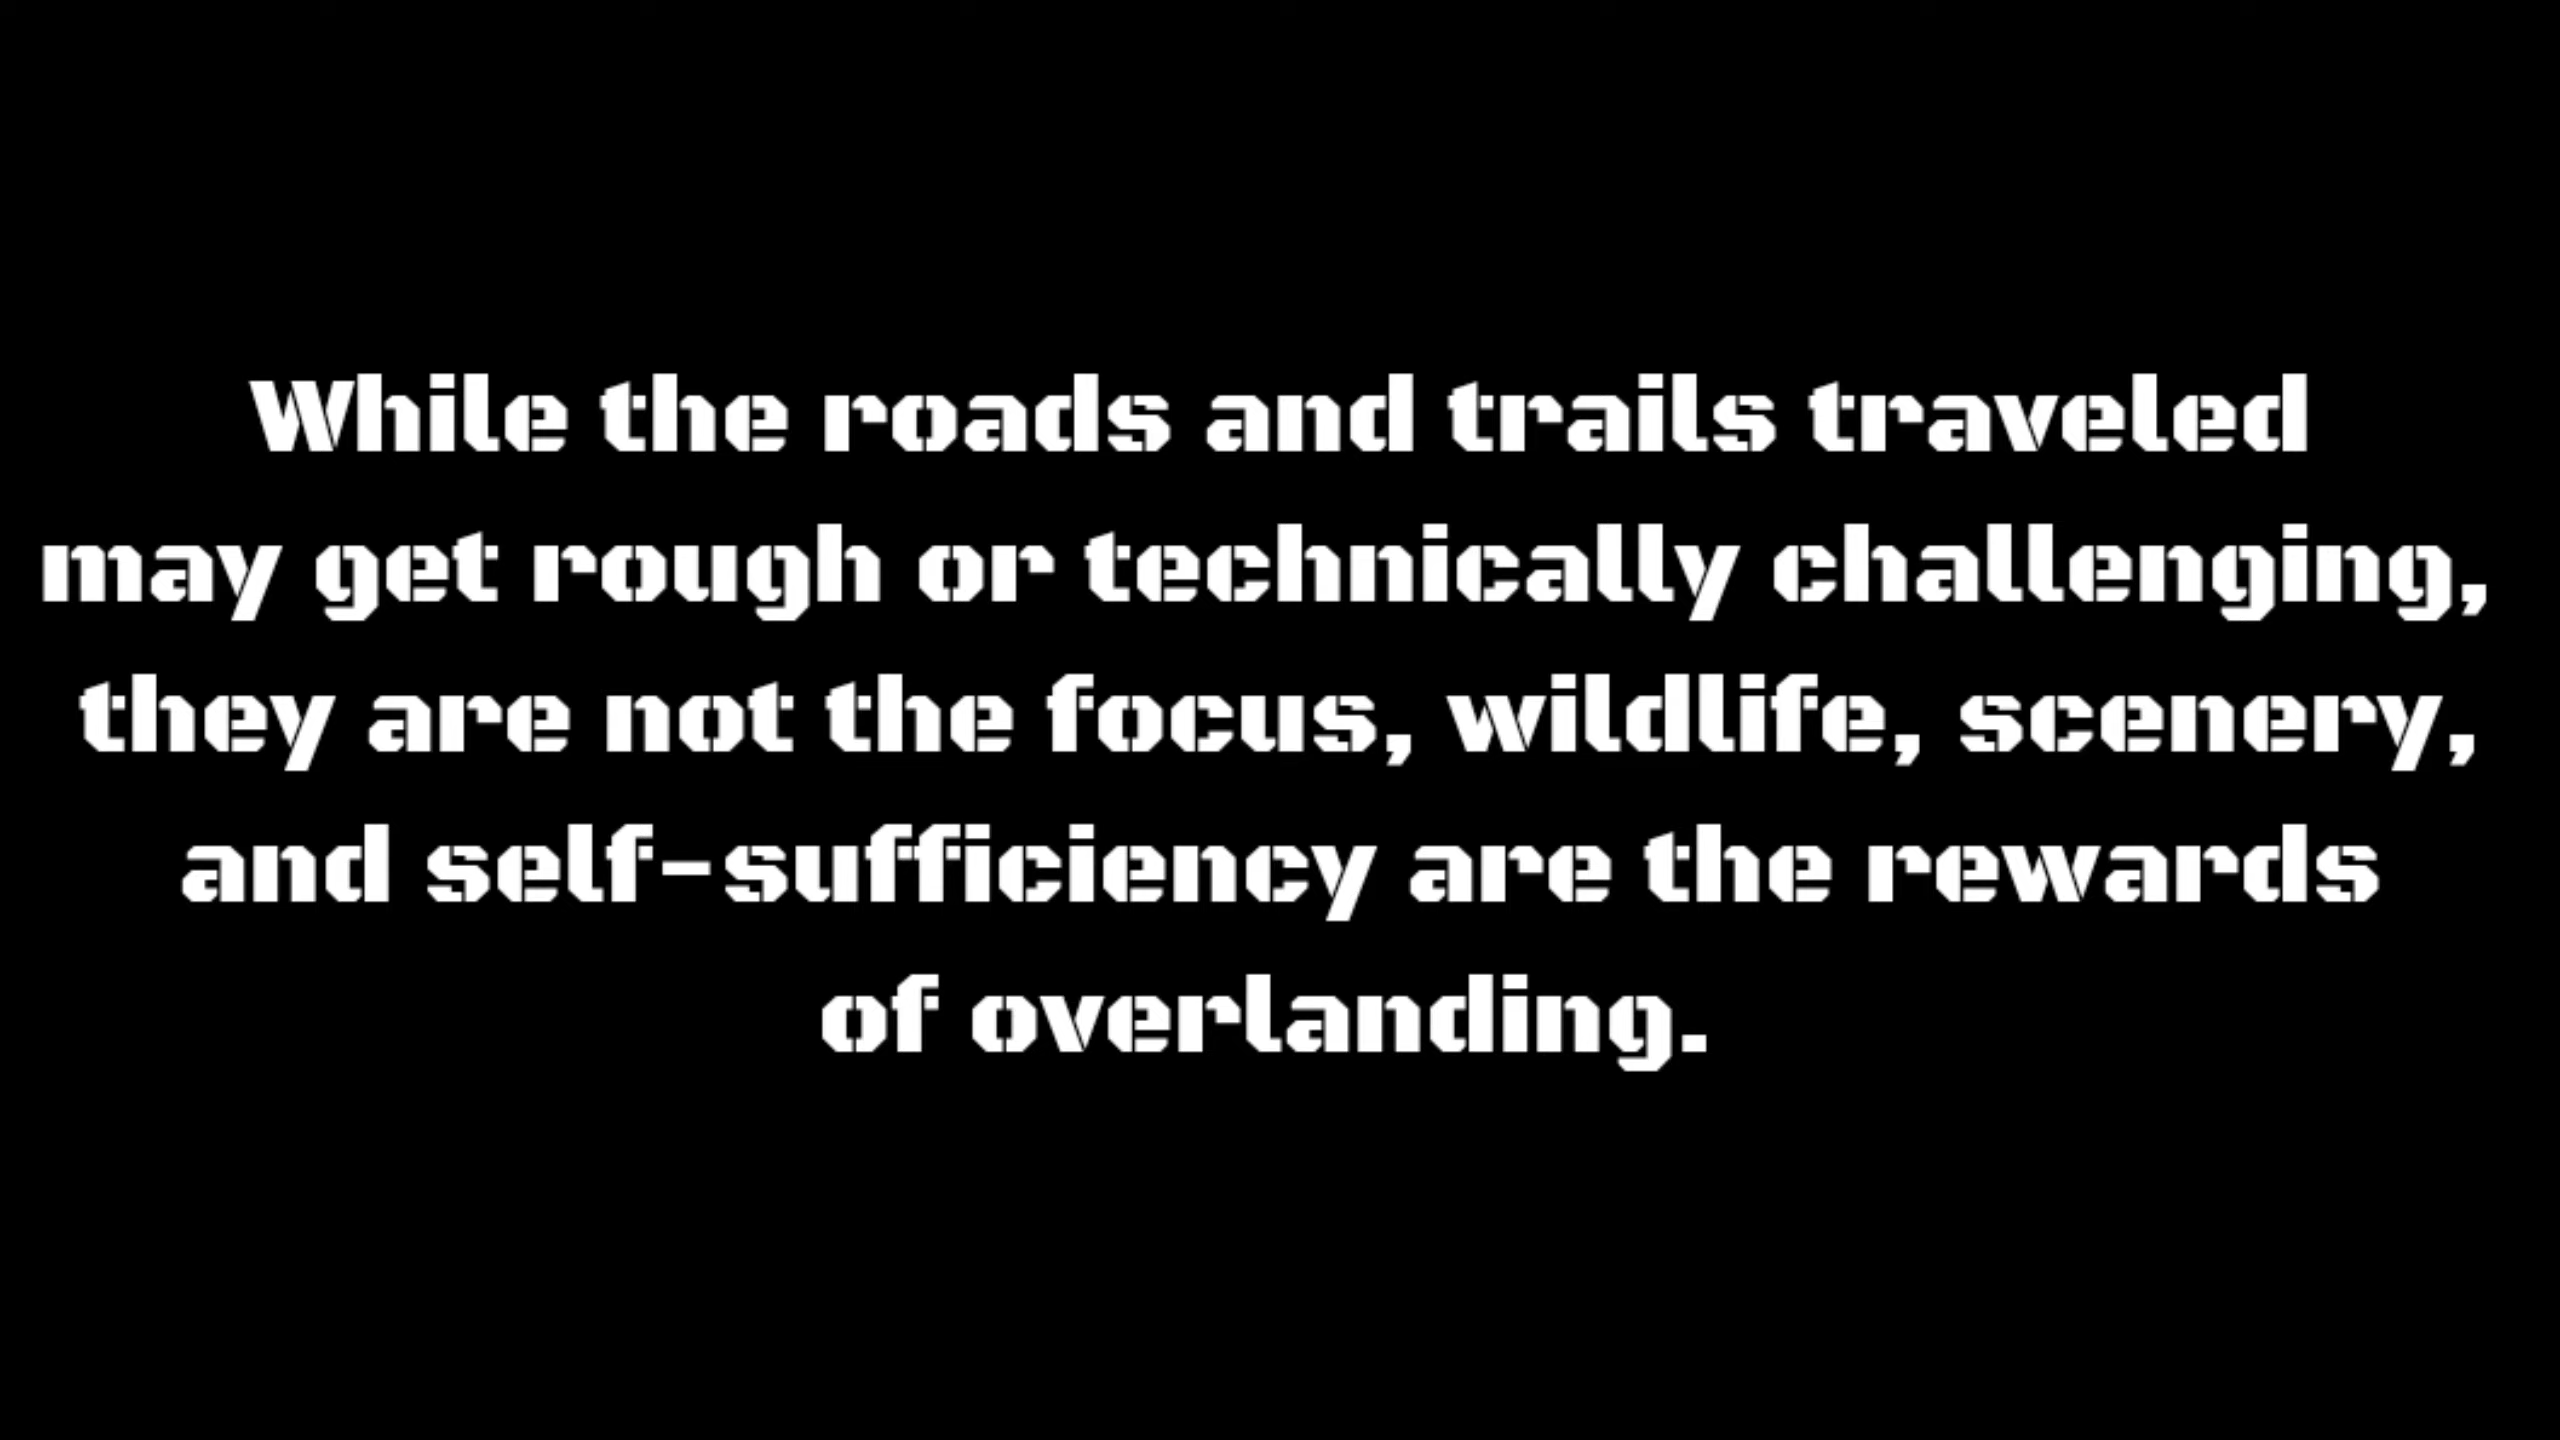 While the roads and trails traveled
may get rough or technically challenging,
they are not the focus, wildlife, scenery,
and self-sufficiency are the rewards
of overlanding.